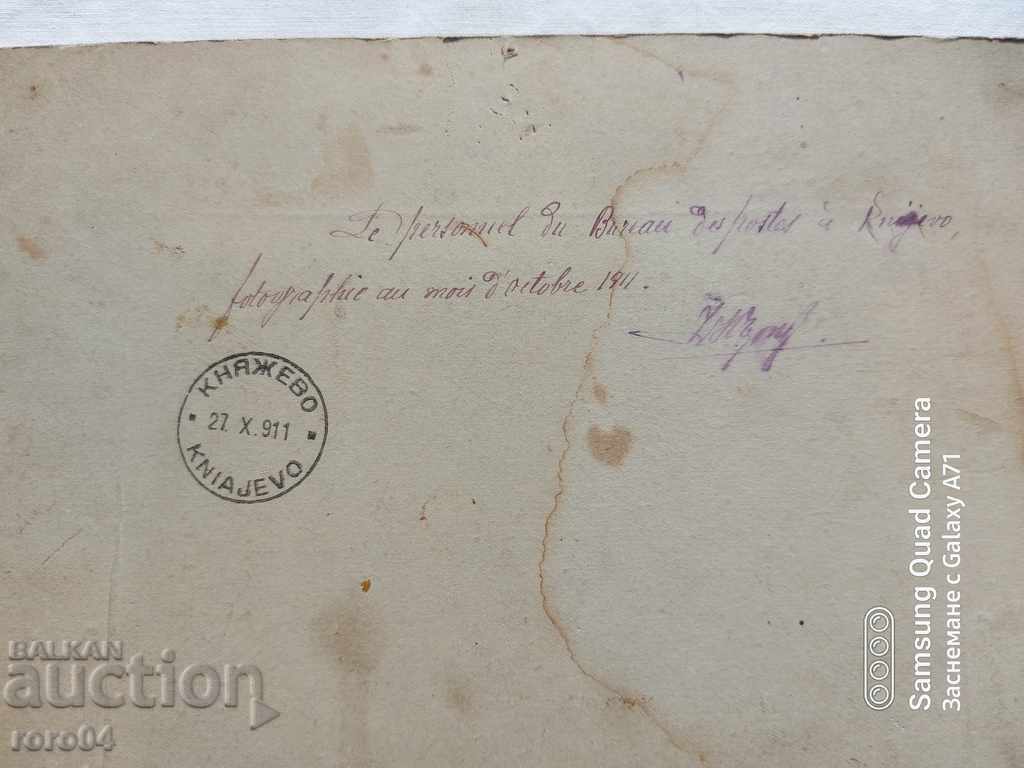 Le personnel du Bureau des postes à Knijevo,
fotographie au mois d'octobre 1911.
КНЯЖЕВО
27. X. 911
KNIAJEVO
BALKAN
auction
roro04
Samsung Quad Camera
Заснемане с Galaxy A71